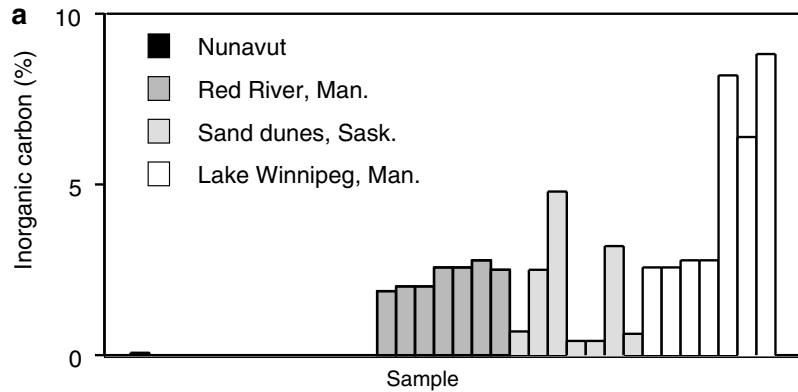 a
10
Nunavut
Red River, Man.
Sand dunes, Sask.
Lake Winnipeg, Man.
Inorganic carbon (%)
5
0
Sample